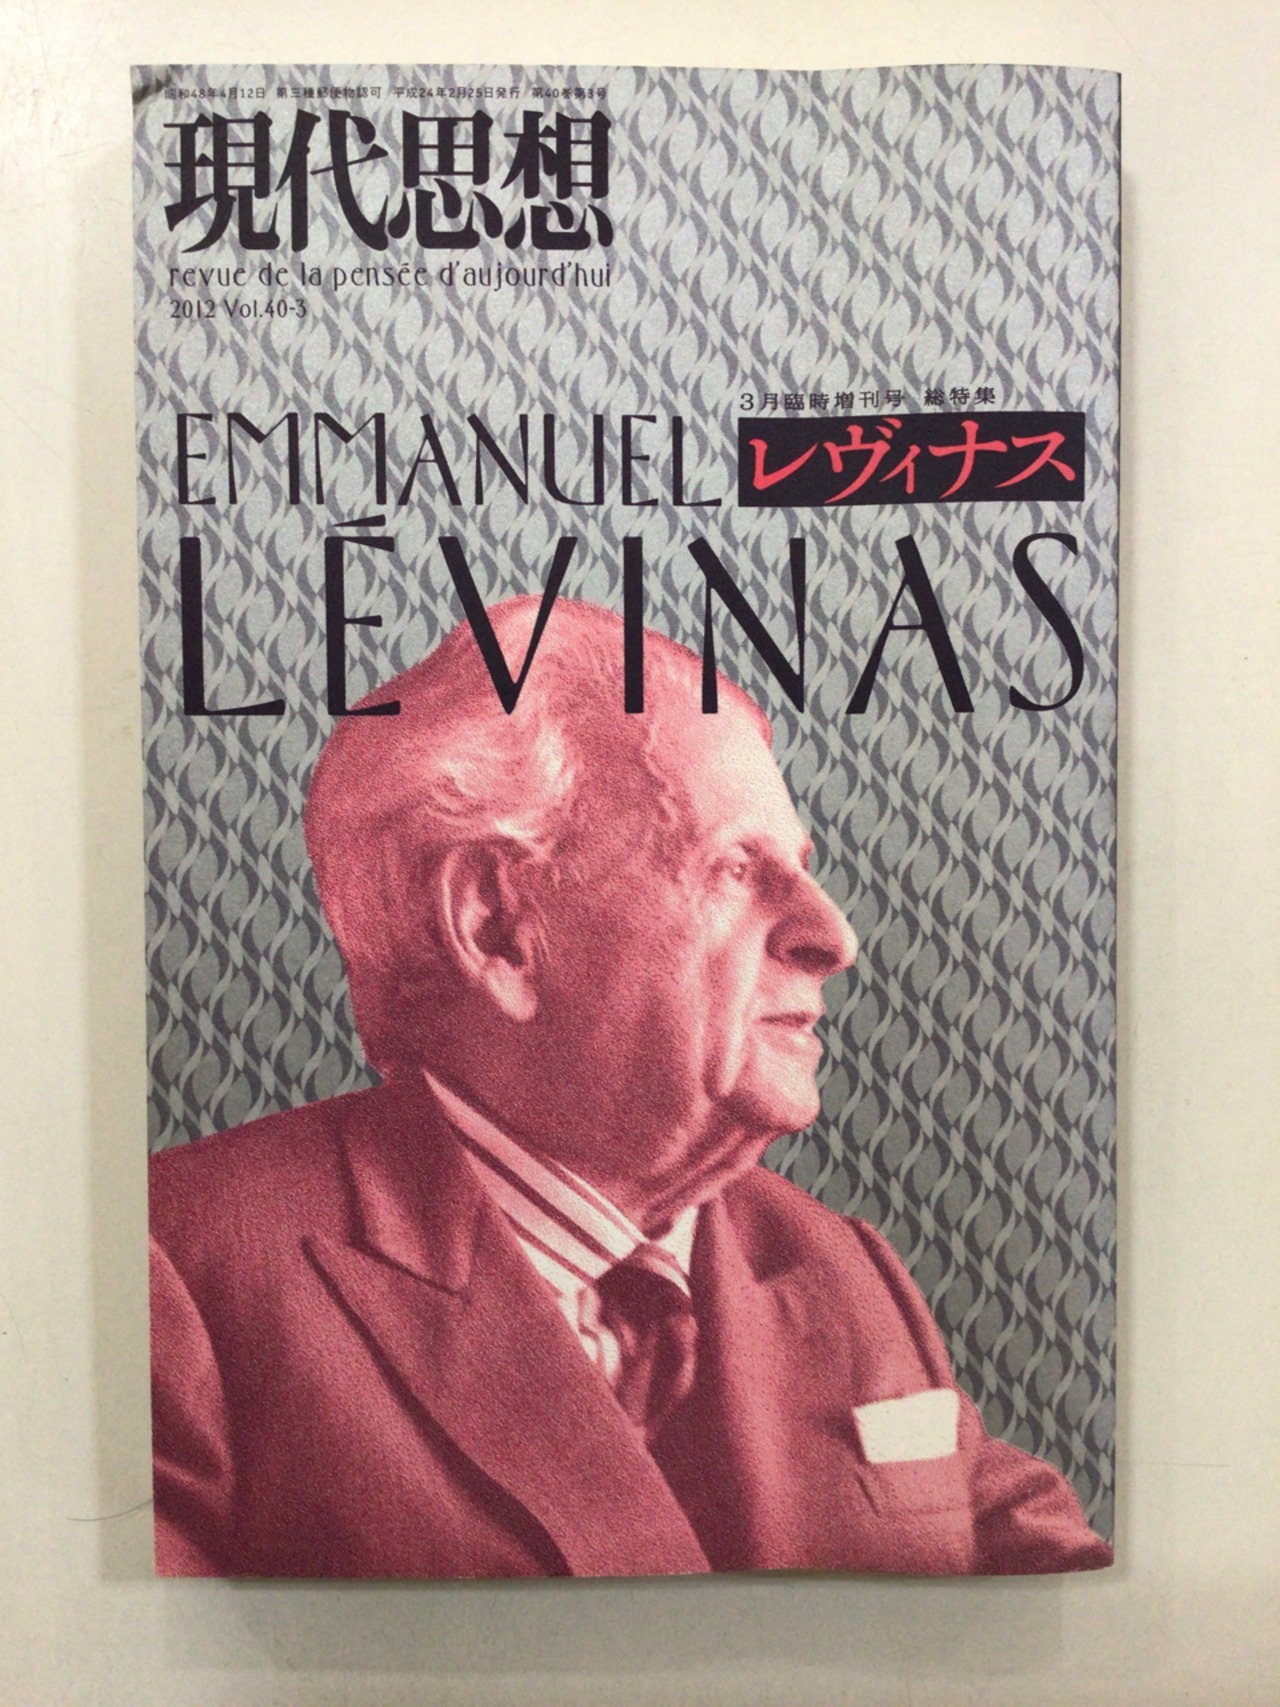 昭和48年4月12日 第三種郵便物認可 平成24年2月25日発行 第40巻第3号
現代思想
revue de la pensée d'aujourd'hui
2012 Vol.40-3
3月臨時増刊号 総特集
EMMANUEL レヴィナス
LÉVINAS